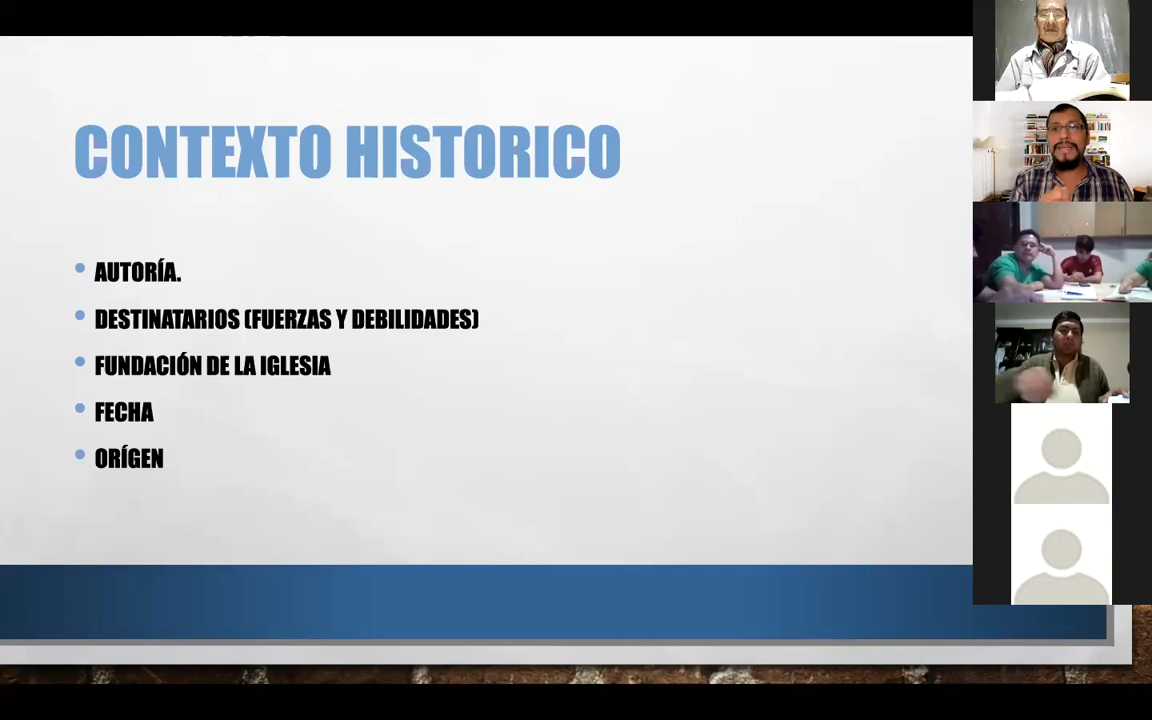 CONTEXTO HISTORICO
AUTORÍA.
DESTINATARIOS (FUERZAS Y DEBILIDADES)
FUNDACIÓN DE LA IGLESIA
FECHA
ORÍGEN